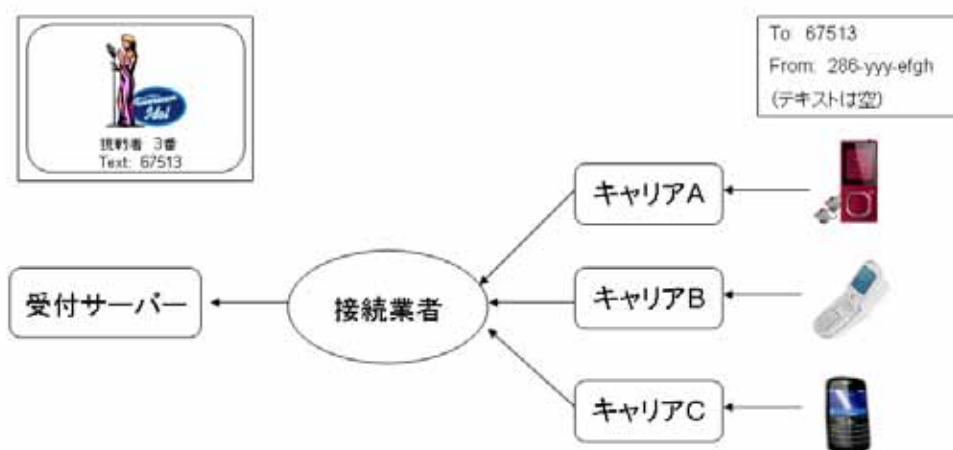 Idol
挑戦者 3番
Text: 67513
To: 67513
From: 286-yyy-efgh
(テキストは空)
キャリアA
受付サーバー
接続業者
キャリアB
キャリアC